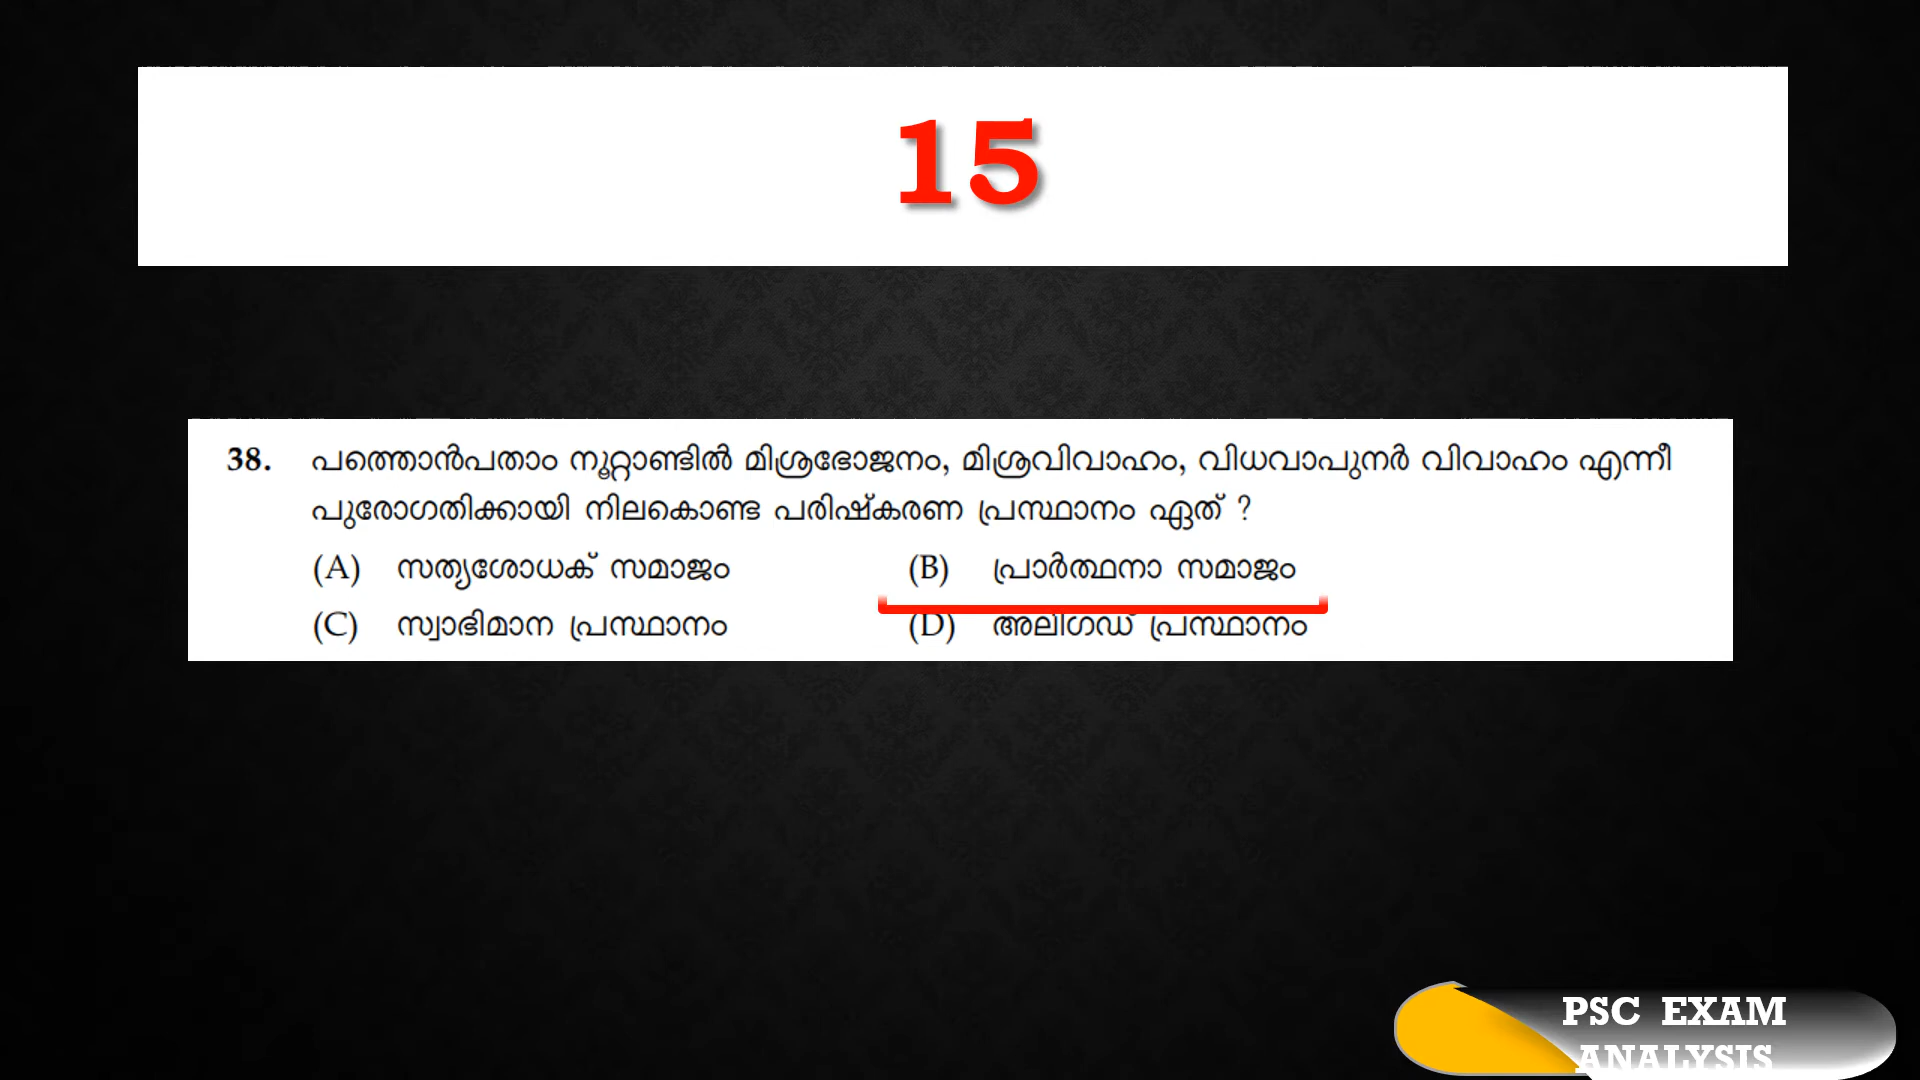 15
38. പത്തൊൻപതാം നൂറ്റാണ്ടിൽ മിശ്രഭോജനം, മിശ്രവിവാഹം, വിധവാപുനർ വിവാഹം എന്നീ
പുരോഗതിക്കായി നിലകൊണ്ട പരിഷ്കരണ പ്രസ്ഥാനം ഏത് ?
(A) സത്യശോധക് സമാജം (B) പ്രാർത്ഥനാ സമാജം
(C) സ്വാഭിമാന പ്രസ്ഥാനം (D) അലിഗഡ് പ്രസ്ഥാനം
PSC EXAM
ANALYSIS